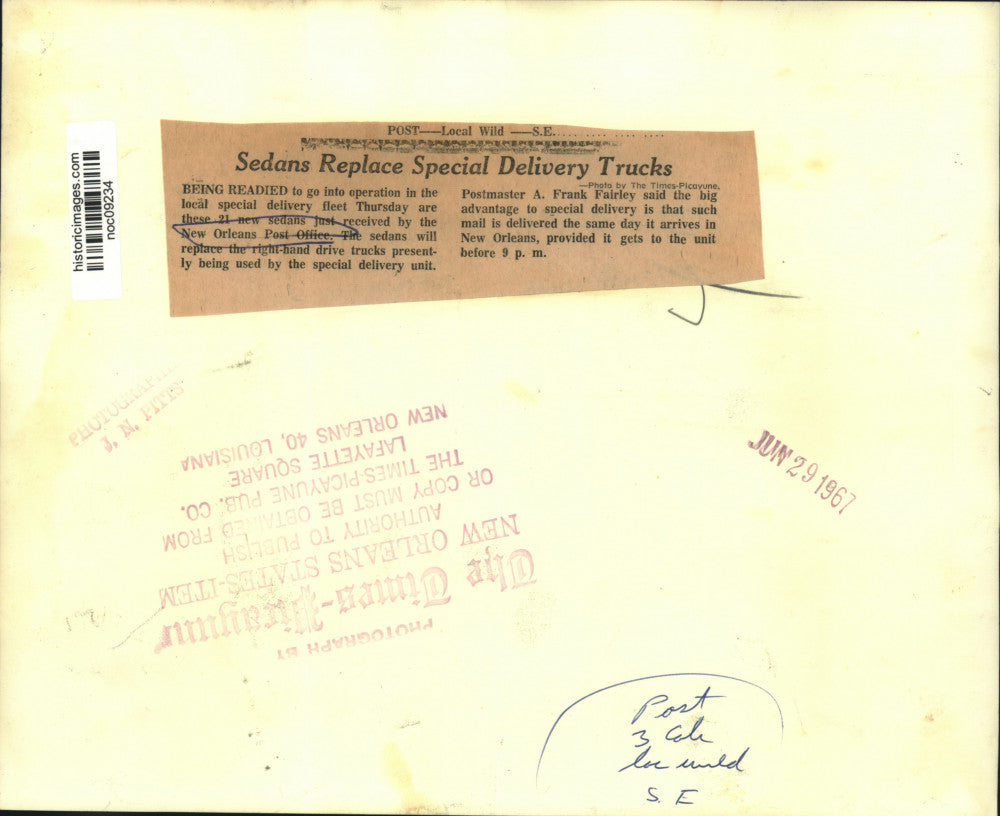 historicimages.com
noc09234
POST—Local Wild —S.E.
Sedans Replace Special Delivery Trucks
—Photo by The Times-Picayune.
BEING READIED to go into operation in the
local special delivery fleet Thursday are
these 21 new sedans just received by the
New Orleans Post Office. The sedans will
replace the right-hand drive trucks present-
ly being used by the special delivery unit.
Postmaster A. Frank Fairley said the big
advantage to special delivery is that such
mail is delivered the same day it arrives in
New Orleans, provided it gets to the unit
before 9 p. m.
J. N. PITTS
JUN 29 1967
PHOTOGRAPH BY
The Times-Picayune
NEW ORLEANS STATES-ITEM
AUTHORITY TO PUBLISH
OR COPY MUST BE OBTAINED FROM
THE TIMES-PICAYUNE PUB. CO.
LAFAYETTE SQUARE
NEW ORLEANS 40, LOUISIANA
Post
3 Col
loc wild
S. E